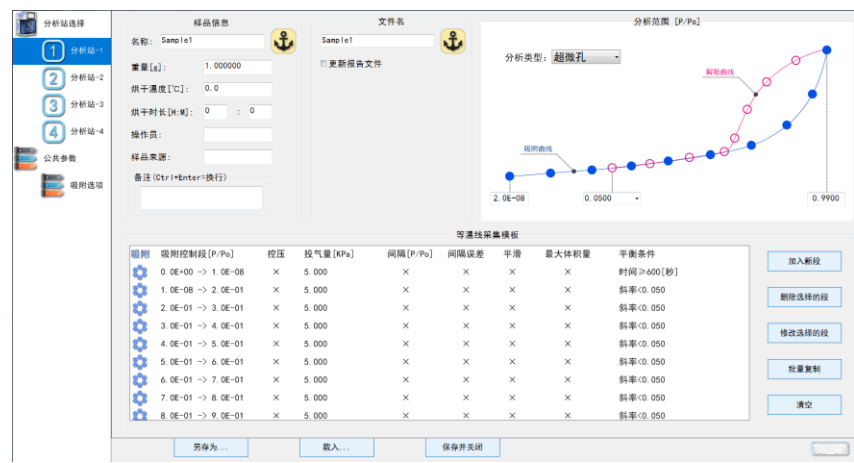 分析站选择
1 分析站-1
2 分析站-2
3 分析站-3
4 分析站-4
公共参数
吸附选项
样品信息
名称: Sample1
重量[g]: 1.000000
烘干温度[℃]: 0.0
烘干时长[H:M]: 0 : 0
操作员:
样品来源:
备注(Ctrl+Enter=换行)
文件名
Sample1
更新报告文件
分析范围 [P/Po]
分析类型: 超微孔
解吸曲线
吸附曲线
2.0E-08 0.0500 0.9900
等温线采集模板
吸附 吸附控制段[P/Po] 控压 投气量[KPa] 间隔[P/Po] 间隔误差 平滑 最大体积量 平衡条件
0.0E+00 -> 1.0E-08 × 5.000 × × × × 时间≥600[秒]
1.0E-08 -> 2.0E-01 × 5.000 × × × × 斜率<0.050
2.0E-01 -> 3.0E-01 × 5.000 × × × × 斜率<0.050
3.0E-01 -> 4.0E-01 × 5.000 × × × × 斜率<0.050
4.0E-01 -> 5.0E-01 × 5.000 × × × × 斜率<0.050
5.0E-01 -> 6.0E-01 × 5.000 × × × × 斜率<0.050
6.0E-01 -> 7.0E-01 × 5.000 × × × × 斜率<0.050
7.0E-01 -> 8.0E-01 × 5.000 × × × × 斜率<0.050
8.0E-01 -> 9.0E-01 × 5.000 × × × × 斜率<0.050
加入新段
删除选择的段
修改选择的段
批量复制
清空
另存为... 载入... 保存并关闭